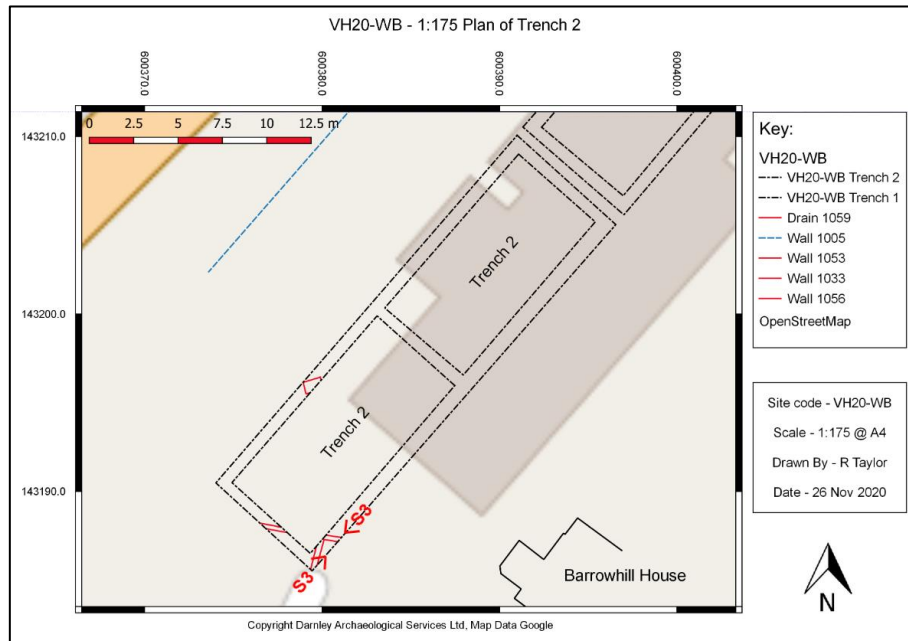 VH20-WB - 1:175 Plan of Trench 2
600370.0
600380.0
600390.0
600400.0
0 2.5 5 7.5 10 12.5 m
143210.0
143200.0
143190.0
Trench 2
Trench 2
S3
S3
Barrowhill House
Key:
VH20-WB
VH20-WB Trench 2
VH20-WB Trench 1
Drain 1059
Wall 1005
Wall 1053
Wall 1033
Wall 1056
OpenStreetMap
Site code - VH20-WB
Scale - 1:175 @ A4
Drawn By - R Taylor
Date - 26 Nov 2020
N
Copyright Darnley Archaeological Services Ltd, Map Data Google